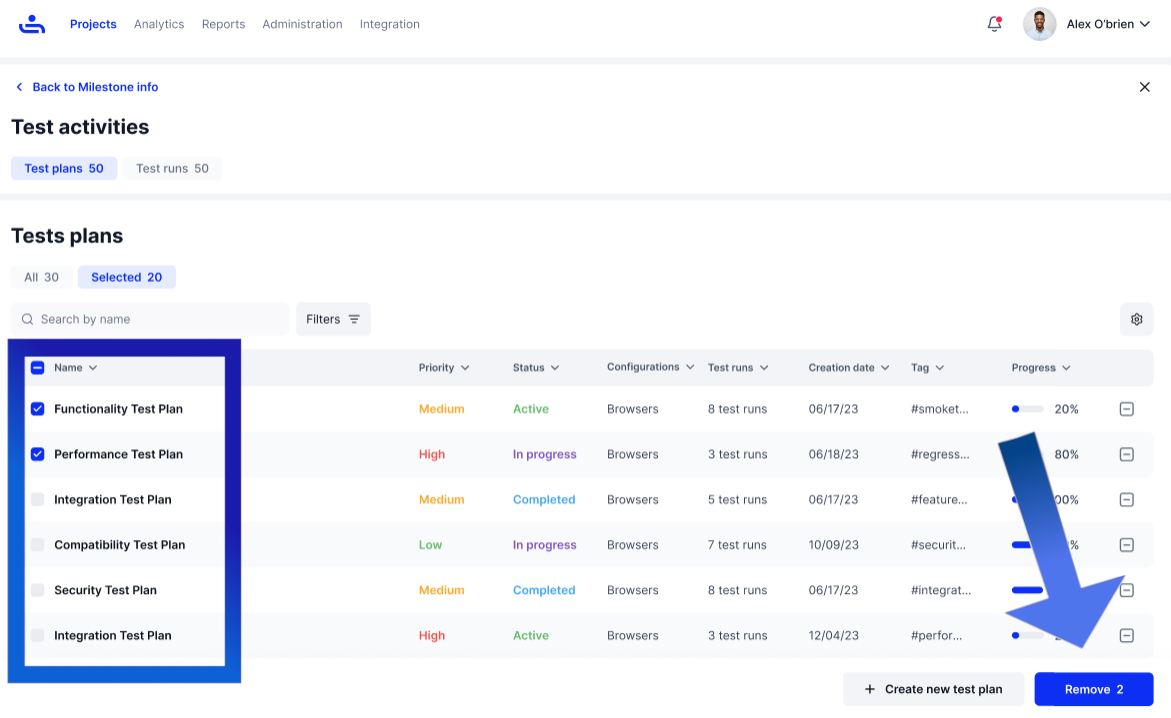 Projects Analytics Reports Administration Integration Alex O'brien
Back to Milestone info
Test activities
Test plans 50 Test runs 50
Tests plans
All 30 Selected 20
Search by name Filters
Name Priority Status Configurations Test runs Creation date Tag Progress
Functionality Test Plan Medium Active Browsers 8 test runs 06/17/23 #smoket... 20%
Performance Test Plan High In progress Browsers 3 test runs 06/18/23 #regress... 80%
Integration Test Plan Medium Completed Browsers 5 test runs 06/17/23 #feature...
Compatibility Test Plan Low In progress Browsers 7 test runs 10/09/23 #securit...
Security Test Plan Medium Completed Browsers 8 test runs 06/17/23 #integrat...
Integration Test Plan High Active Browsers 3 test runs 12/04/23 #perfor...
+ Create new test plan Remove 2